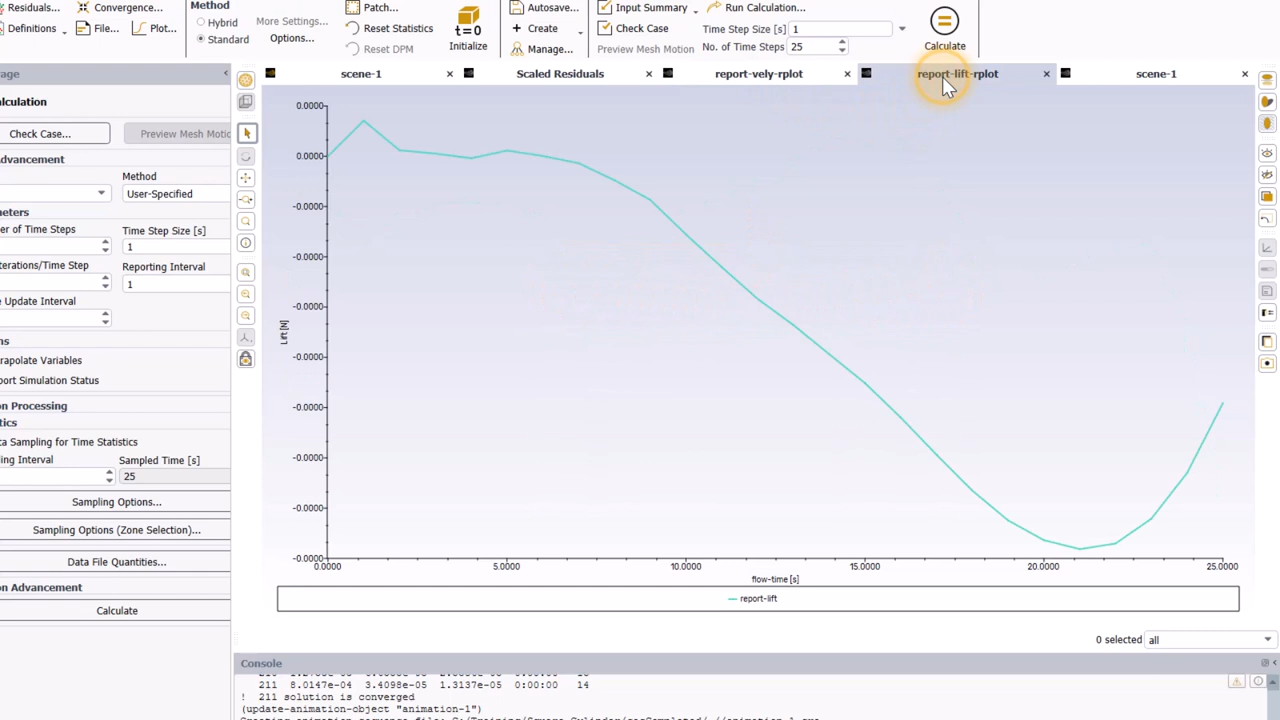 Residuals...
Convergence...
Definitions
File...
Plot...
Method
Hybrid
Standard
More Settings...
Options...
Patch...
Reset Statistics
Reset DPM
t=0
Initialize
Autosave...
Create
Manage...
Input Summary
Check Case
Preview Mesh Motion
Run Calculation...
Time Step Size [s] 1
No. of Time Steps 25
Calculate
scene-1
Scaled Residuals
report-vely-rplot
report-lift-rplot
scene-1
age
alculation
Check Case...
Preview Mesh Motio
Advancement
Method
User-Specified
meters
er of Time Steps
Time Step Size [s]
1
terations/Time Step
Reporting Interval
1
e Update Interval
ns
rapolate Variables
port Simulation Status
on Processing
tics
ta Sampling for Time Statistics
ling Interval
Sampled Time [s]
25
Sampling Options...
Sampling Options (Zone Selection)...
Data File Quantities...
on Advancement
Calculate
0.0000
0.0000
-0.0000
-0.0000
-0.0000
-0.0000
-0.0000
-0.0000
-0.0000
-0.0000
Lift [N]
0.0000 5.0000 10.0000 15.0000 20.0000 25.0000
flow-time [s]
report-lift
0 selected all
Console
211 8.0147e-04 3.4098e-05 1.3137e-05 0:00:00 14
! 211 solution is converged
(update-animation-object "animation-1")